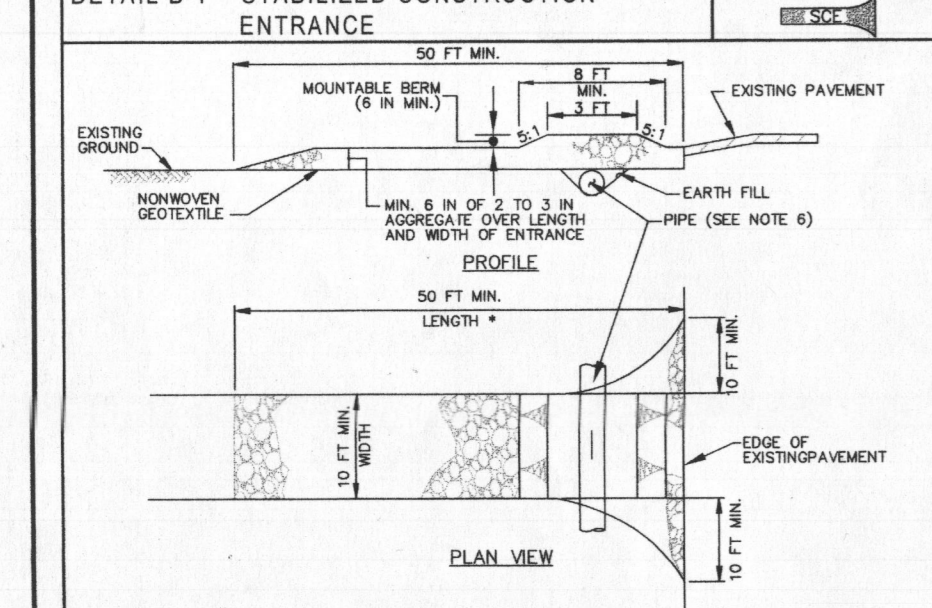 DETAIL B-1 STABILIZED CONSTRUCTION
ENTRANCE
SCE
50 FT MIN.
8 FT
MIN.
3 FT
MOUNTABLE BERM
(6 IN MIN.)
5:1
5:1
EXISTING PAVEMENT
EXISTING
GROUND
NONWOVEN
GEOTEXTILE
MIN. 6 IN OF 2 TO 3 IN
AGGREGATE OVER LENGTH
AND WIDTH OF ENTRANCE
EARTH FILL
PIPE (SEE NOTE 6)
PROFILE
50 FT MIN.
LENGTH *
10 FT MIN.
10 FT MIN.
WIDTH
EDGE OF
EXISTINGPAVEMENT
10 FT MIN.
PLAN VIEW